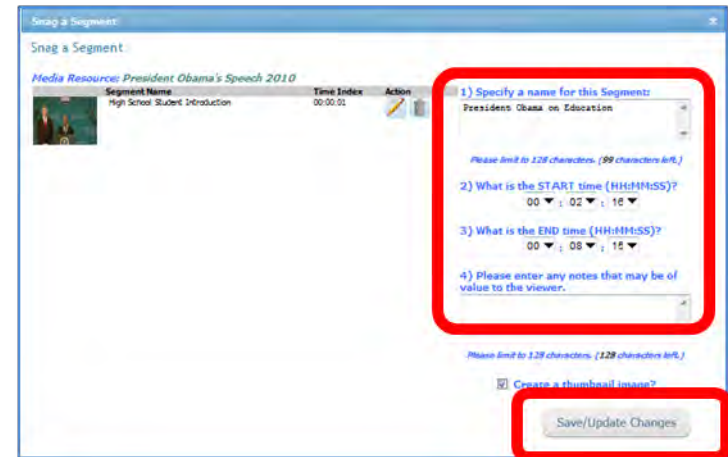 Snag a Segment
Snag a Segment
Media Resource: President Obama's Speech 2010
Segment Name Time Index Action
High School Student Introduction 00:00:01
1) Specify a name for this Segment:
President Obama on Education
Please limit to 128 characters. (99 characters left.)
2) What is the START time (HH:MM:SS)?
00 : 02 : 16
3) What is the END time (HH:MM:SS)?
00 : 08 : 15
4) Please enter any notes that may be of
value to the viewer.
Please limit to 128 characters. (128 characters left.)
Create a thumbnail image?
Save/Update Changes